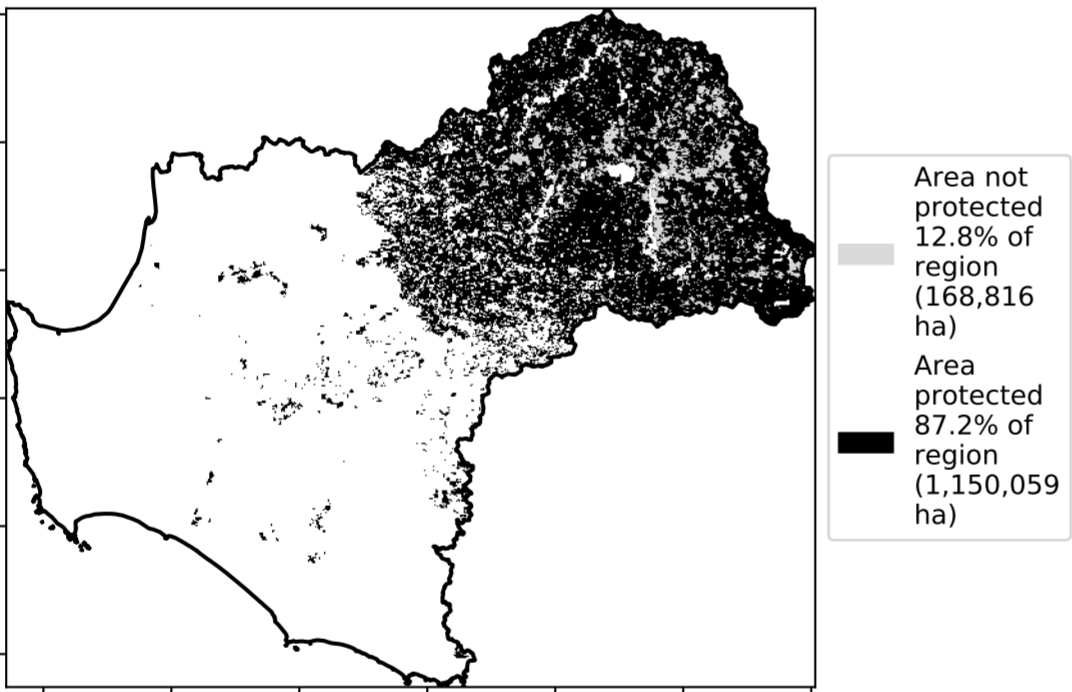 Area not
protected
12.8% of
region
(168,816
ha)
Area
protected
87.2% of
region
(1,150,059
ha)